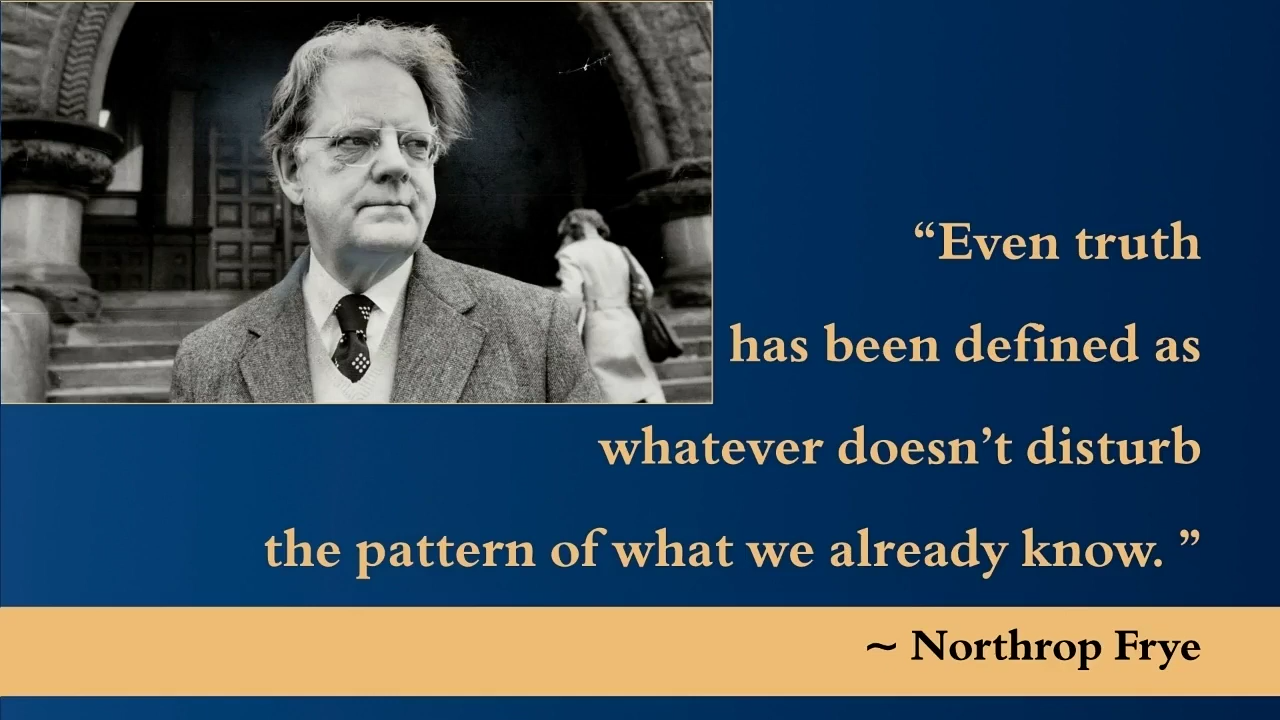 “Even truth
has been defined as
whatever doesn’t disturb
the pattern of what we already know. ”
~ Northrop Frye